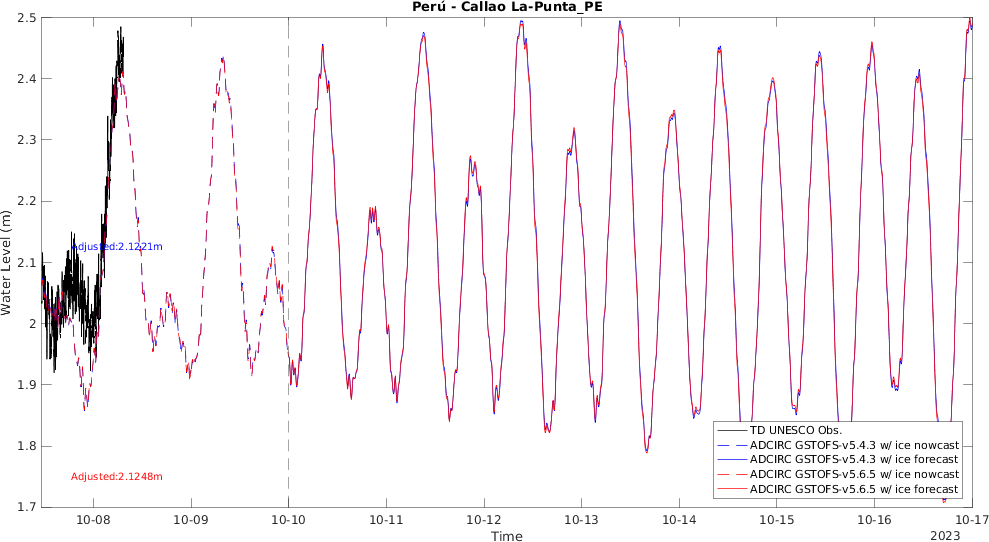 Perú - Callao La-Punta_PE
2.5
2.4
2.3
2.2
2.1
2
1.9
1.8
1.7
Water Level (m)
Adjusted:2.1221m
Adjusted:2.1248m
TD UNESCO Obs.
ADCIRC GSTOFS-v5.4.3 w/ ice nowcast
ADCIRC GSTOFS-v5.4.3 w/ ice forecast
ADCIRC GSTOFS-v5.6.5 w/ ice nowcast
ADCIRC GSTOFS-v5.6.5 w/ ice forecast
10-08 10-09 10-10 10-11 10-12 10-13 10-14 10-15 10-16 10-17
Time
2023